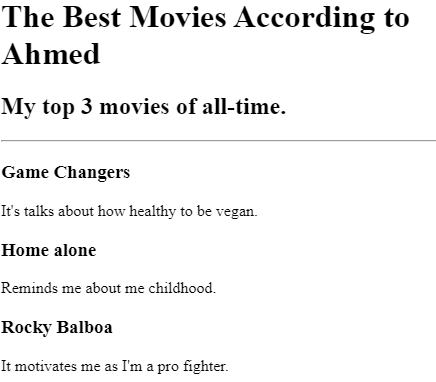 The Best Movies According to
Ahmed
My top 3 movies of all-time.
Game Changers
It's talks about how healthy to be vegan.
Home alone
Reminds me about me childhood.
Rocky Balboa
It motivates me as I'm a pro fighter.